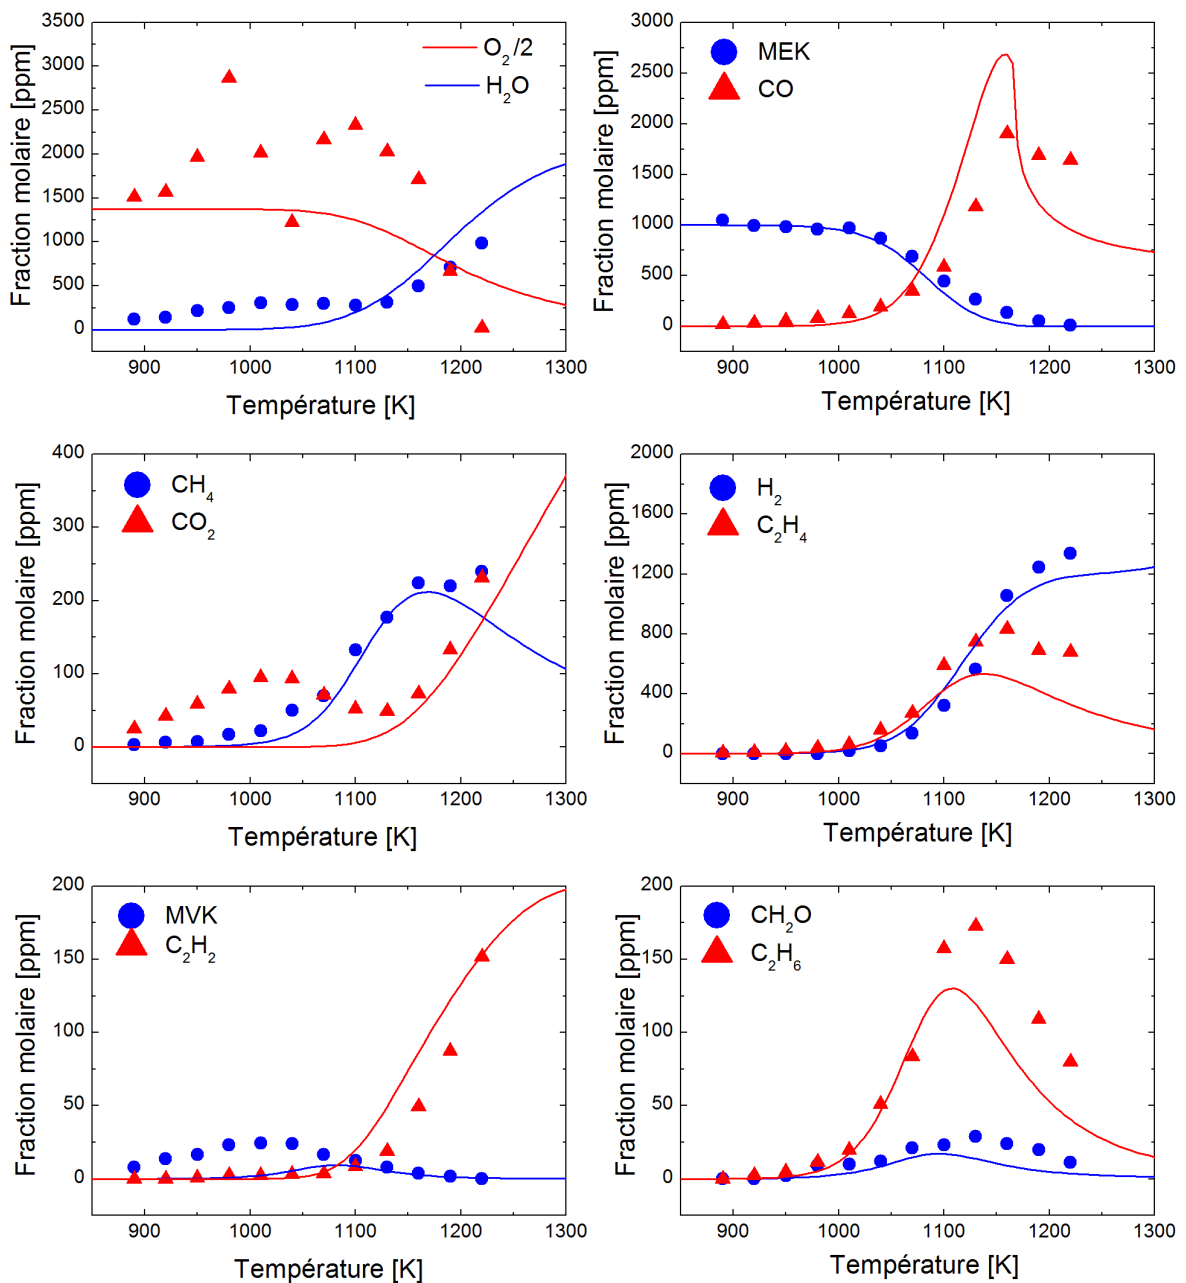 Fraction molaire [ppm]
3500
3000
2500
2000
1500
1000
500
0
O2/2
H2O
900 1000 1100 1200 1300
Température [K]
Fraction molaire [ppm]
3000
2500
2000
1500
1000
500
0
MEK
CO
900 1000 1100 1200 1300
Température [K]
Fraction molaire [ppm]
400
300
200
100
0
CH4
CO2
900 1000 1100 1200 1300
Température [K]
Fraction molaire [ppm]
2000
1600
1200
800
400
0
H2
C2H4
900 1000 1100 1200 1300
Température [K]
Fraction molaire [ppm]
200
150
100
50
0
MVK
C2H2
900 1000 1100 1200 1300
Température [K]
Fraction molaire [ppm]
200
150
100
50
0
CH2O
C2H6
900 1000 1100 1200 1300
Température [K]